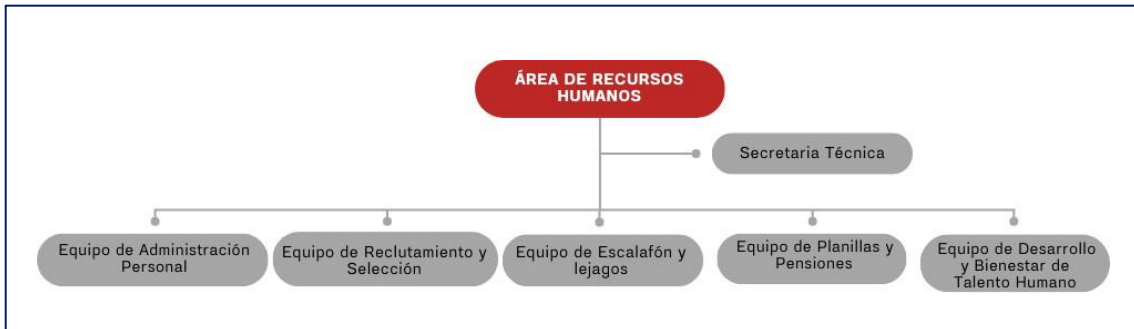 ÁREA DE RECURSOS
HUMANOS
Secretaria Técnica
Equipo de Administración
Personal
Equipo de Reclutamiento y
Selección
Equipo de Escalafón y
lejagos
Equipo de Planillas y
Pensiones
Equipo de Desarrollo
y Bienestar de
Talento Humano